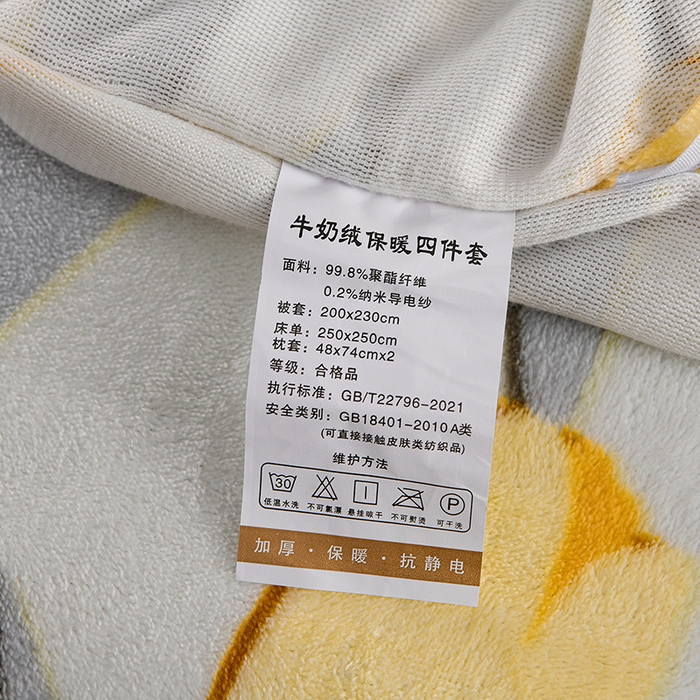 牛奶绒保暖四件套
面料：99.8%聚酯纤维
0.2%纳米导电纱
被套：200x230cm
床单：250x250cm
枕套：48x74cmx2
等级：合格品
执行标准：GB/T22796-2021
安全类别：GB18401-2010A类
(可直接接触皮肤类纺织品)
维护方法
30 P
低温水洗 不可氯漂 悬挂晾干 不可熨烫 可干洗
加厚·保暖·抗静电